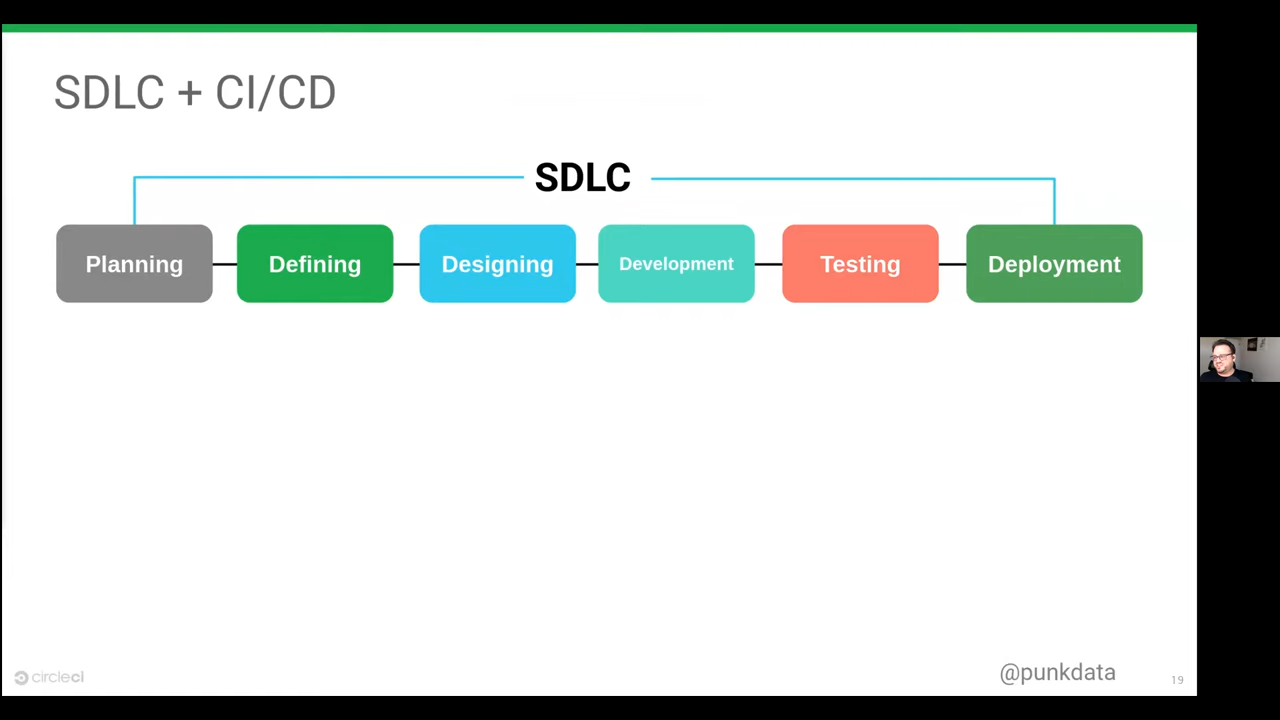 SDLC + CI/CD
SDLC
Planning
Defining
Designing
Development
Testing
Deployment
circleci
@punkdata
19